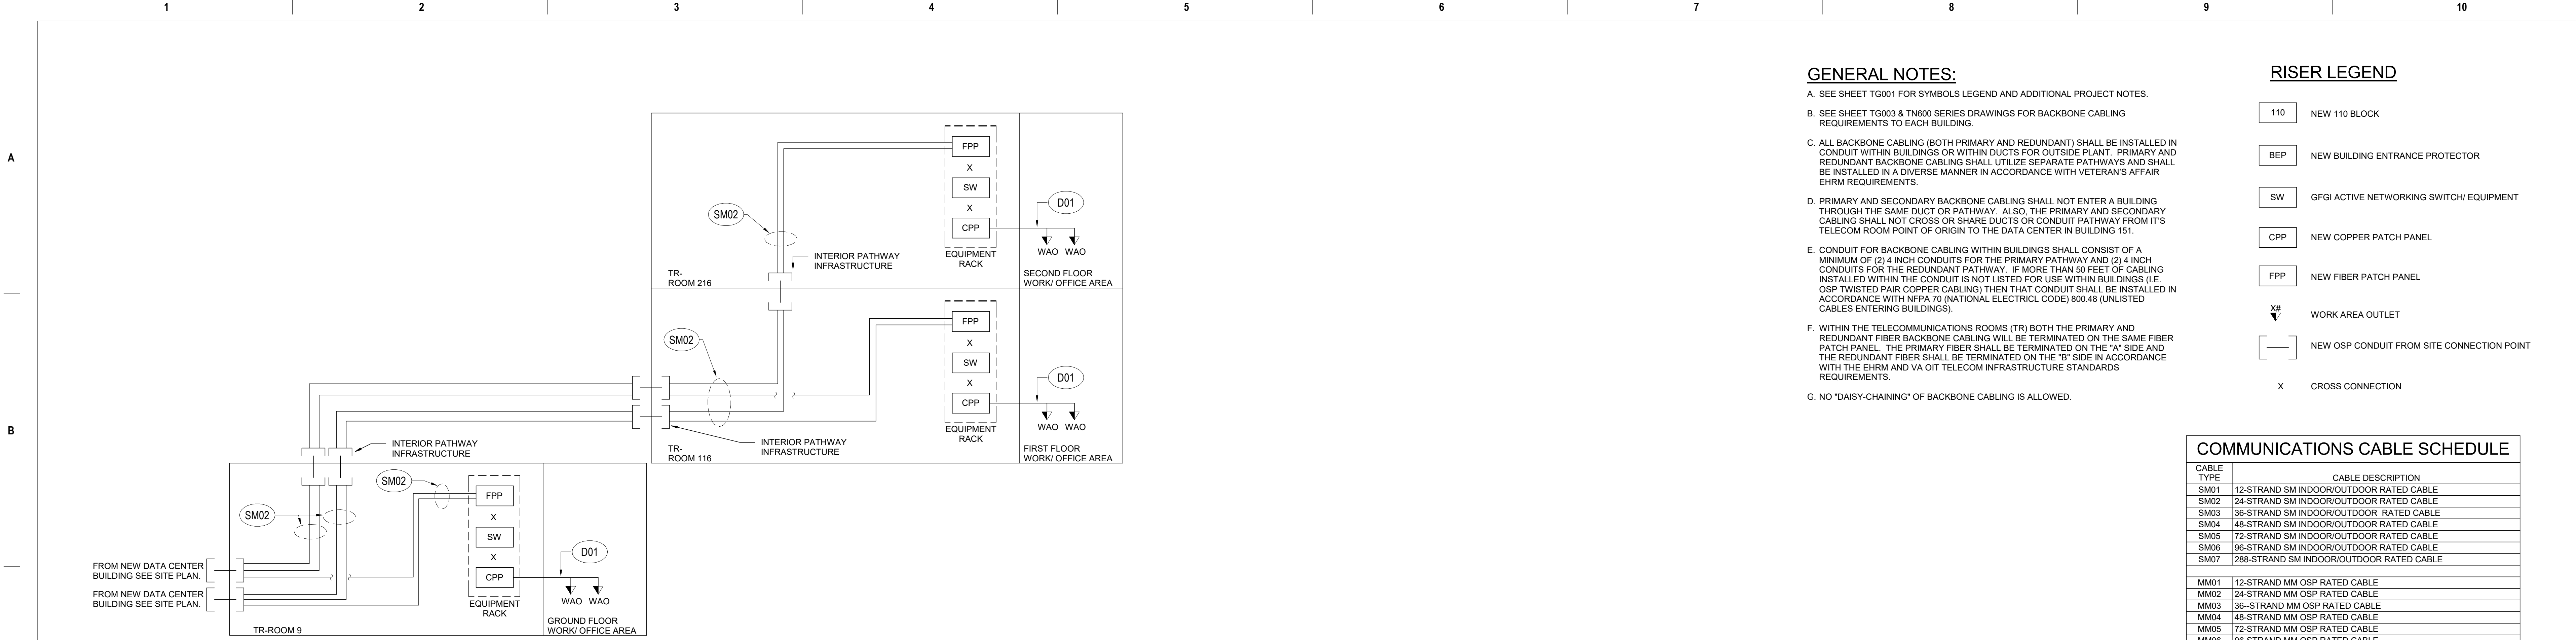 1 2 3 4 5 6 7 8 9 10
A
B
FPP
X
SW
X
CPP
EQUIPMENT
RACK
D01
WAO WAO
SM02
INTERIOR PATHWAY
INFRASTRUCTURE
TR-
ROOM 216
SECOND FLOOR
WORK/ OFFICE AREA
FPP
X
SW
X
CPP
EQUIPMENT
RACK
D01
WAO WAO
SM02
INTERIOR PATHWAY
INFRASTRUCTURE
TR-
ROOM 116
FIRST FLOOR
WORK/ OFFICE AREA
INTERIOR PATHWAY
INFRASTRUCTURE
SM02
SM02
FPP
X
SW
X
CPP
EQUIPMENT
RACK
D01
WAO WAO
FROM NEW DATA CENTER
BUILDING SEE SITE PLAN.
FROM NEW DATA CENTER
BUILDING SEE SITE PLAN.
TR-ROOM 9
GROUND FLOOR
WORK/ OFFICE AREA
GENERAL NOTES:
A. SEE SHEET TG001 FOR SYMBOLS LEGEND AND ADDITIONAL PROJECT NOTES.
B. SEE SHEET TG003 & TN600 SERIES DRAWINGS FOR BACKBONE CABLING
REQUIREMENTS TO EACH BUILDING.
C. ALL BACKBONE CABLING (BOTH PRIMARY AND REDUNDANT) SHALL BE INSTALLED IN
CONDUIT WITHIN BUILDINGS OR WITHIN DUCTS FOR OUTSIDE PLANT. PRIMARY AND
REDUNDANT BACKBONE CABLING SHALL UTILIZE SEPARATE PATHWAYS AND SHALL
BE INSTALLED IN A DIVERSE MANNER IN ACCORDANCE WITH VETERAN'S AFFAIR
EHRM REQUIREMENTS.
D. PRIMARY AND SECONDARY BACKBONE CABLING SHALL NOT ENTER A BUILDING
THROUGH THE SAME DUCT OR PATHWAY. ALSO, THE PRIMARY AND SECONDARY
CABLING SHALL NOT CROSS OR SHARE DUCTS OR CONDUIT PATHWAY FROM IT'S
TELECOM ROOM POINT OF ORIGIN TO THE DATA CENTER IN BUILDING 151.
E. CONDUIT FOR BACKBONE CABLING WITHIN BUILDINGS SHALL CONSIST OF A
MINIMUM OF (2) 4 INCH CONDUITS FOR THE PRIMARY PATHWAY AND (2) 4 INCH
CONDUITS FOR THE REDUNDANT PATHWAY. IF MORE THAN 50 FEET OF CABLING
INSTALLED WITHIN THE CONDUIT IS NOT LISTED FOR USE WITHIN BUILDINGS (I.E.
OSP TWISTED PAIR COPPER CABLING) THEN THAT CONDUIT SHALL BE INSTALLED IN
ACCORDANCE WITH NFPA 70 (NATIONAL ELECTRICL CODE) 800.48 (UNLISTED
CABLES ENTERING BUILDINGS).
F. WITHIN THE TELECOMMUNICATIONS ROOMS (TR) BOTH THE PRIMARY AND
REDUNDANT FIBER BACKBONE CABLING WILL BE TERMINATED ON THE SAME FIBER
PATCH PANEL. THE PRIMARY FIBER SHALL BE TERMINATED ON THE "A" SIDE AND
THE REDUNDANT FIBER SHALL BE TERMINATED ON THE "B" SIDE IN ACCORDANCE
WITH THE EHRM AND VA OIT TELECOM INFRASTRUCTURE STANDARDS
REQUIREMENTS.
G. NO "DAISY-CHAINING" OF BACKBONE CABLING IS ALLOWED.
RISER LEGEND
110 NEW 110 BLOCK
BEP NEW BUILDING ENTRANCE PROTECTOR
SW GFGI ACTIVE NETWORKING SWITCH/ EQUIPMENT
CPP NEW COPPER PATCH PANEL
FPP NEW FIBER PATCH PANEL
X# WORK AREA OUTLET
NEW OSP CONDUIT FROM SITE CONNECTION POINT
X CROSS CONNECTION
COMMUNICATIONS CABLE SCHEDULE
CABLE
TYPE CABLE DESCRIPTION
SM01 12-STRAND SM INDOOR/OUTDOOR RATED CABLE
SM02 24-STRAND SM INDOOR/OUTDOOR RATED CABLE
SM03 36-STRAND SM INDOOR/OUTDOOR RATED CABLE
SM04 48-STRAND SM INDOOR/OUTDOOR RATED CABLE
SM05 72-STRAND SM INDOOR/OUTDOOR RATED CABLE
SM06 96-STRAND SM INDOOR/OUTDOOR RATED CABLE
SM07 288-STRAND SM INDOOR/OUTDOOR RATED CABLE
MM01 12-STRAND MM OSP RATED CABLE
MM02 24-STRAND MM OSP RATED CABLE
MM03 36--STRAND MM OSP RATED CABLE
MM04 48-STRAND MM OSP RATED CABLE
MM05 72-STRAND MM OSP RATED CABLE
MM06 96-STRAND MM OSP RATED CABLE